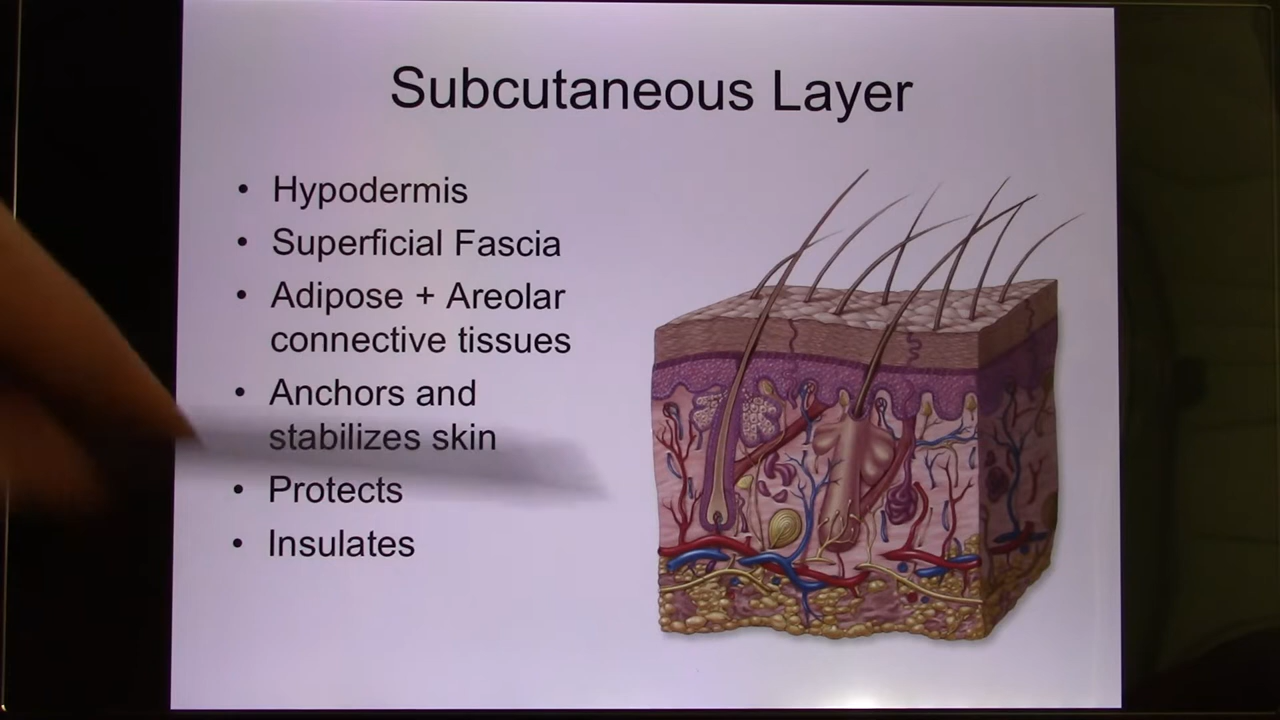 Subcutaneous Layer
• Hypodermis
• Superficial Fascia
• Adipose + Areolar
connective tissues
• Anchors and
stabilizes skin
• Protects
• Insulates